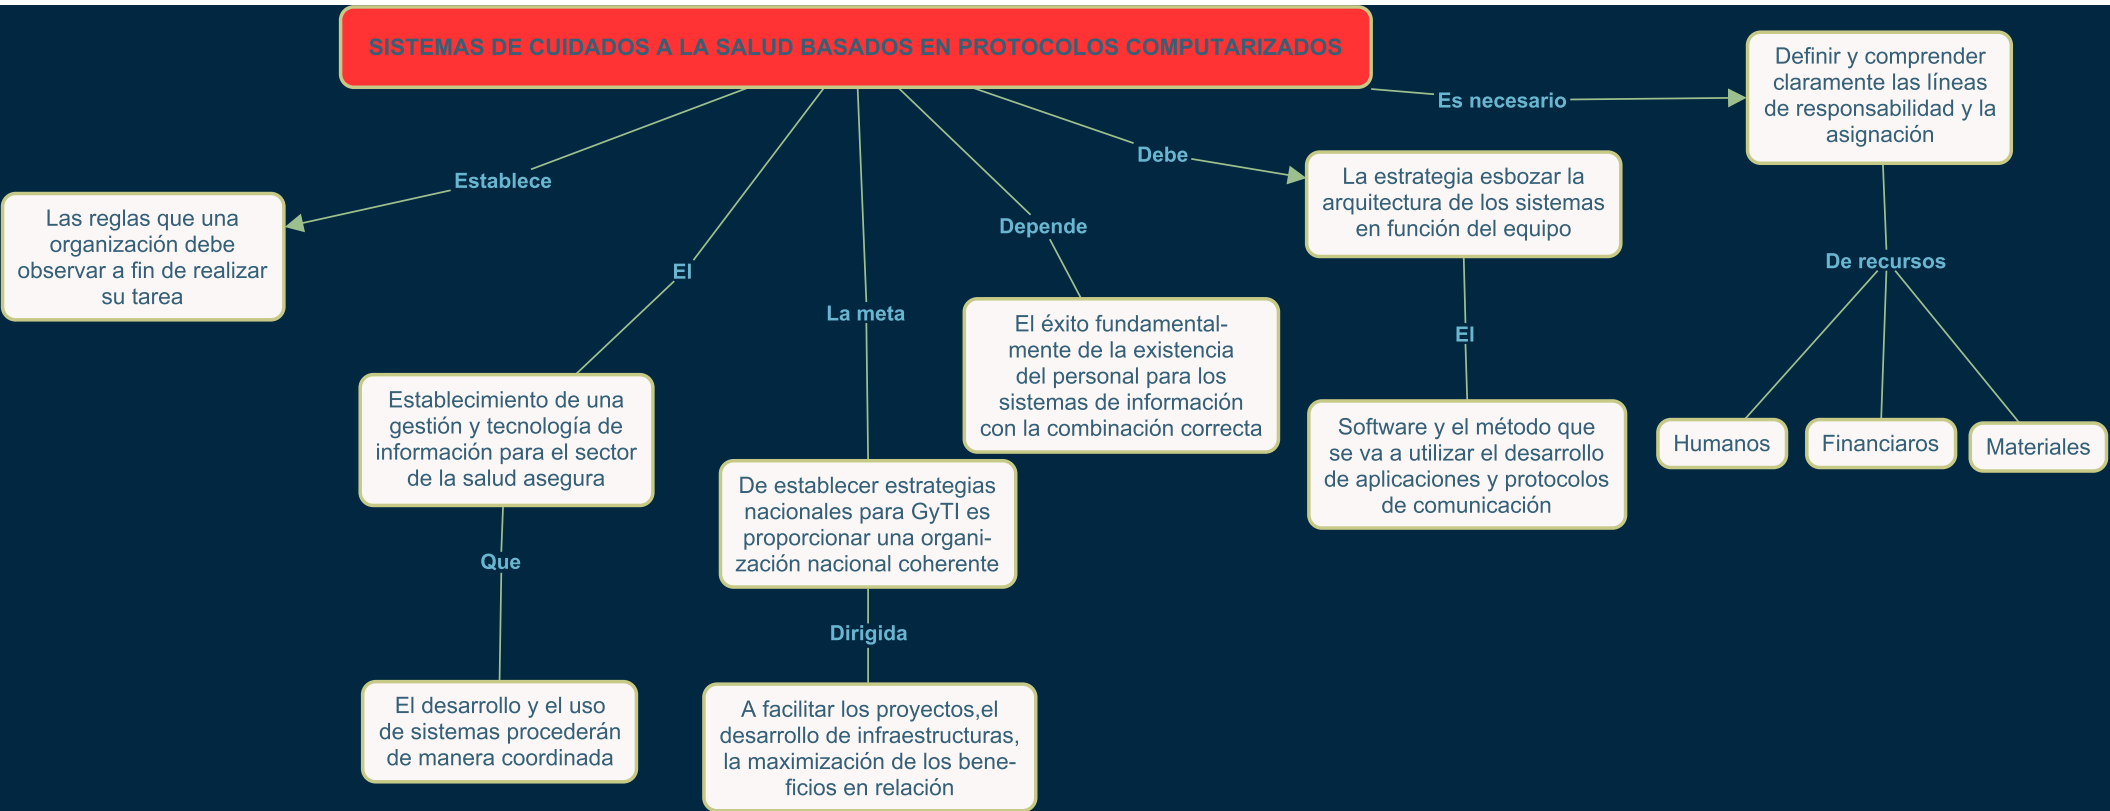 SISTEMAS DE CUIDADOS A LA SALUD BASADOS EN PROTOCOLOS COMPUTARIZADOS
Establece
Las reglas que una
organización debe
observar a fin de realizar
su tarea
El
Establecimiento de una
gestión y tecnología de
información para el sector
de la salud asegura
Que
El desarrollo y el uso
de sistemas procederán
de manera coordinada
La meta
De establecer estrategias
nacionales para GyTI es
proporcionar una organi-
zación nacional coherente
Dirigida
A facilitar los proyectos,el
desarrollo de infraestructuras,
la maximización de los bene-
ficios en relación
Depende
El éxito fundamental-
mente de la existencia
del personal para los
sistemas de información
con la combinación correcta
Debe
La estrategia esbozar la
arquitectura de los sistemas
en función del equipo
El
Software y el método que
se va a utilizar el desarrollo
de aplicaciones y protocolos
de comunicación
Es necesario
Definir y comprender
claramente las líneas
de responsabilidad y la
asignación
De recursos
Humanos
Financiaros
Materiales